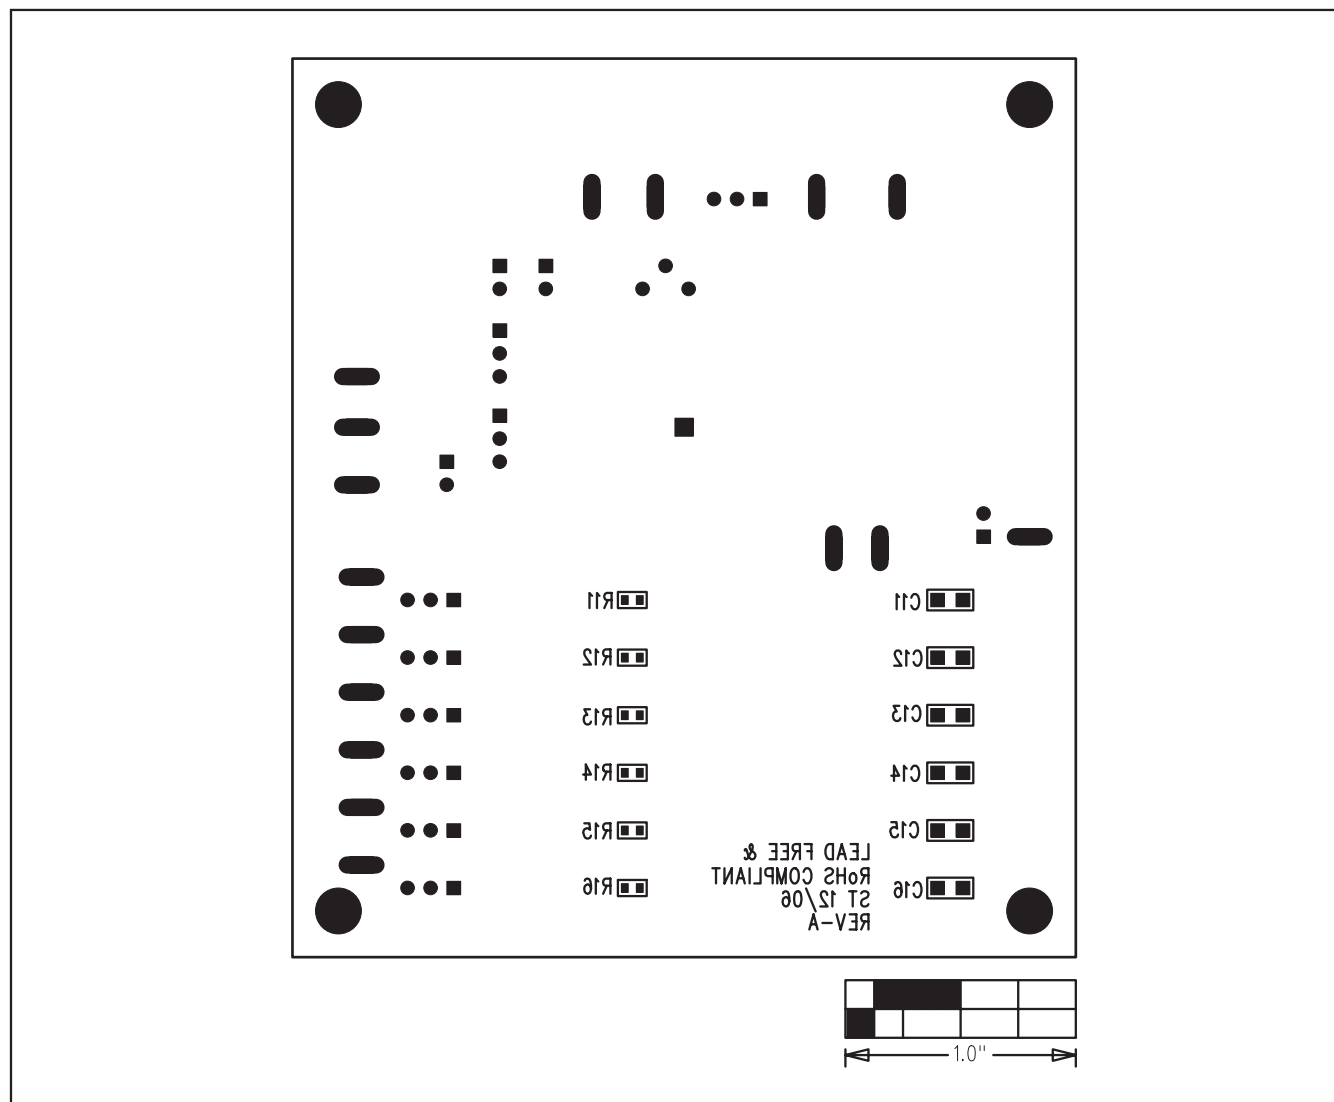 R11
C11
R12
C12
R13
C13
R14
C14
R15
C15
LEAD FREE &
RoHS COMPLIANT
ST 12/06
REV-A
R16
C16
1.0"